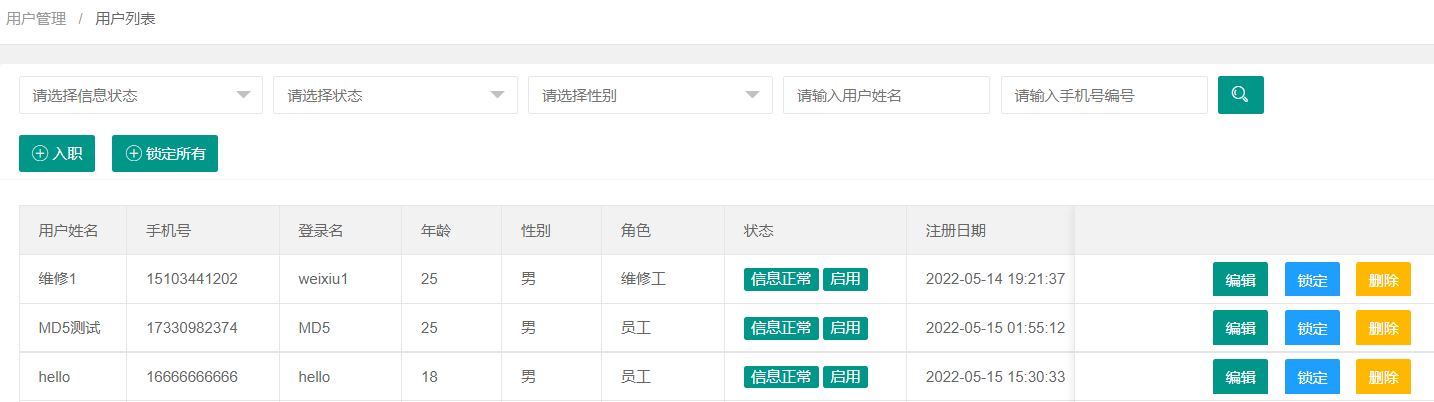 用户管理 / 用户列表
请选择信息状态 请选择状态 请选择性别 请输入用户姓名 请输入手机号编号
入职 锁定所有
用户姓名 手机号 登录名 年龄 性别 角色 状态 注册日期
维修1 15103441202 weixiu1 25 男 维修工 信息正常 启用 2022-05-14 19:21:37 编辑 锁定 删除
MD5测试 17330982374 MD5 25 男 员工 信息正常 启用 2022-05-15 01:55:12 编辑 锁定 删除
hello 16666666666 hello 18 男 员工 信息正常 启用 2022-05-15 15:30:33 编辑 锁定 删除